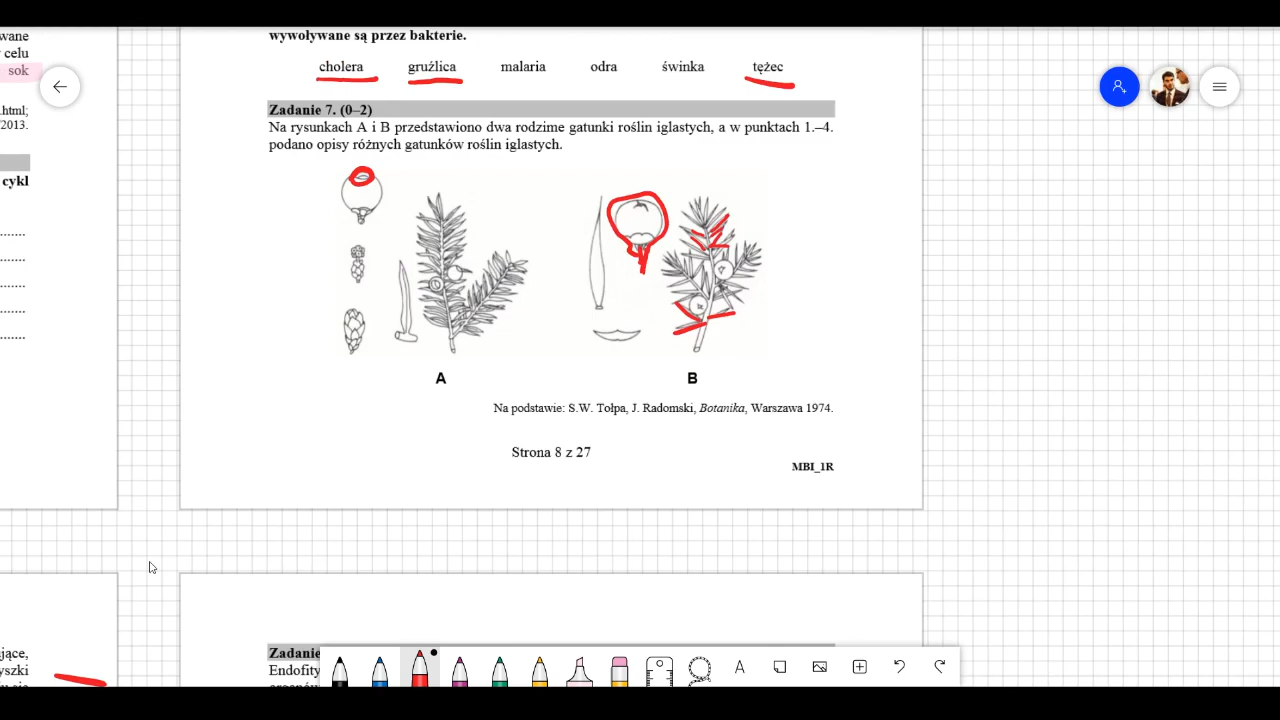 wane
celu
sok
.html;
2013.
cykl
........
........
........
........
........
jące,
yszki
wywoływane są przez bakterie.
cholera gruźlica malaria odra świnka tężec
Zadanie 7. (0–2)
Na rysunkach A i B przedstawiono dwa rodzime gatunki roślin iglastych, a w punktach 1.–4.
podano opisy różnych gatunków roślin iglastych.
A B
Na podstawie: S.W. Tołpa, J. Radomski, Botanika, Warszawa 1974.
Strona 8 z 27
MBI_1R
Zadanie
Endofity
A